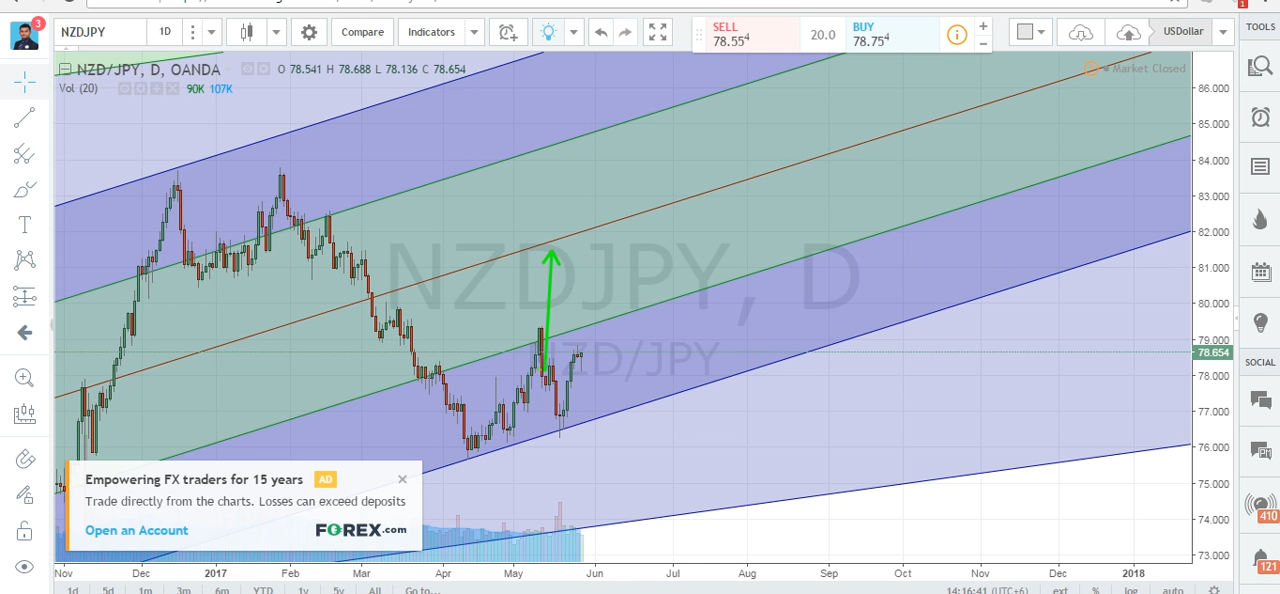 3
NZDJPY 1D Compare Indicators SELL 78.55⁴ 20.0 BUY 78.75⁴ USDollar
TOOLS
NZD/JPY, D, OANDA O 78.541 H 78.688 L 78.136 C 78.654
Market Closed
Vol (20) 90K 107K
86.000
85.000
84.000
83.000
82.000
81.000
80.000
79.000
78.654
78.000
77.000
76.000
75.000
74.000
73.000
NZDJPY, D
NZD/JPY
SOCIAL
410
121
Empowering FX traders for 15 years AD
Trade directly from the charts. Losses can exceed deposits
Open an Account FOREX.com
Nov Dec 2017 Feb Mar Apr May Jun Jul Aug Sep Oct Nov Dec 2018
1d 5d 1m 3m 6m YTD 1y 5y All Go to... 14:16:41 (UTC+6) ext % log auto